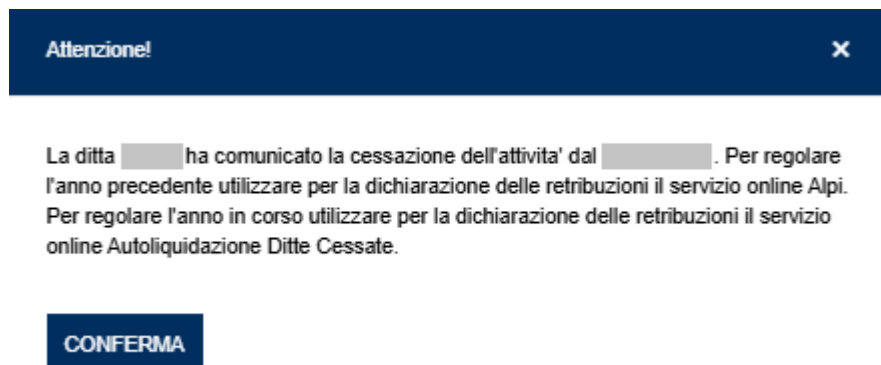 Attenzione! ×
La ditta ha comunicato la cessazione dell'attivita' dal . Per regolare
l'anno precedente utilizzare per la dichiarazione delle retribuzioni il servizio online Alpi.
Per regolare l'anno in corso utilizzare per la dichiarazione delle retribuzioni il servizio
online Autoliquidazione Ditte Cessate.
CONFERMA